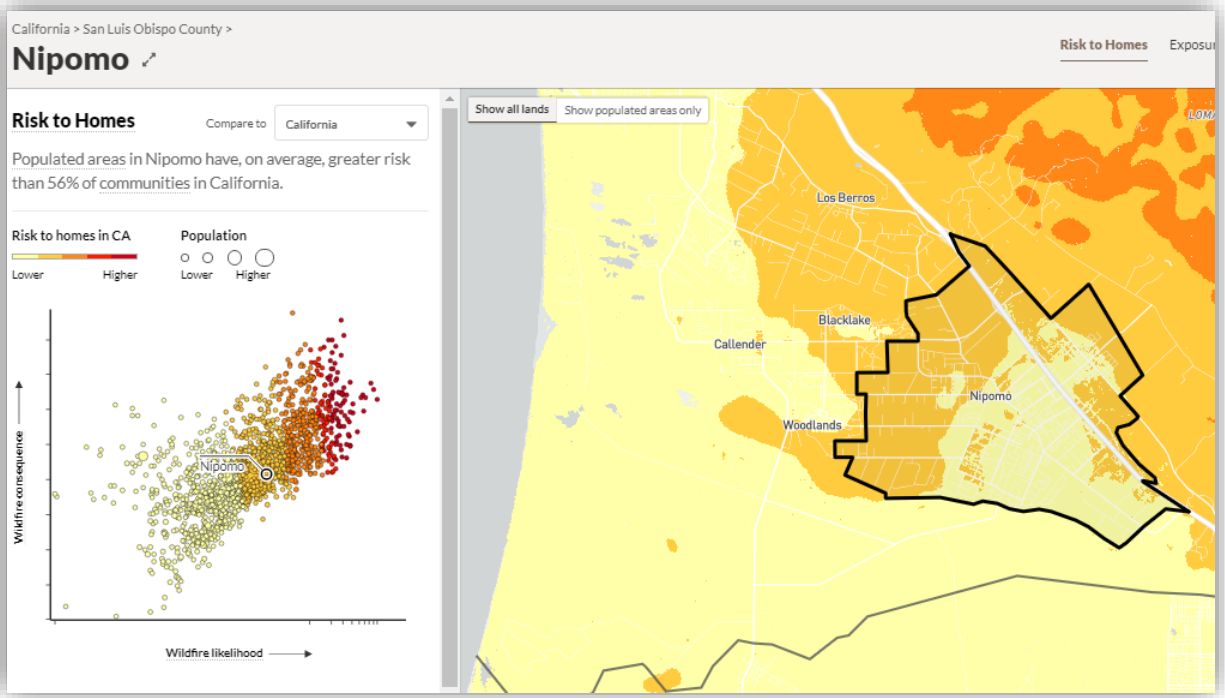 California > San Luis Obispo County >
Nipomo
Risk to Homes
Risk to Homes
Compare to
California
Populated areas in Nipomo have, on average, greater risk
than 56% of communities in California.
Risk to homes in CA
Population
Lower
Higher
Lower
Higher
Nipomo
Wildfire consequence
Wildfire likelihood
Show all lands
Show populated areas only
Los Berros
Blacklake
Callender
Nipomo
Woodlands